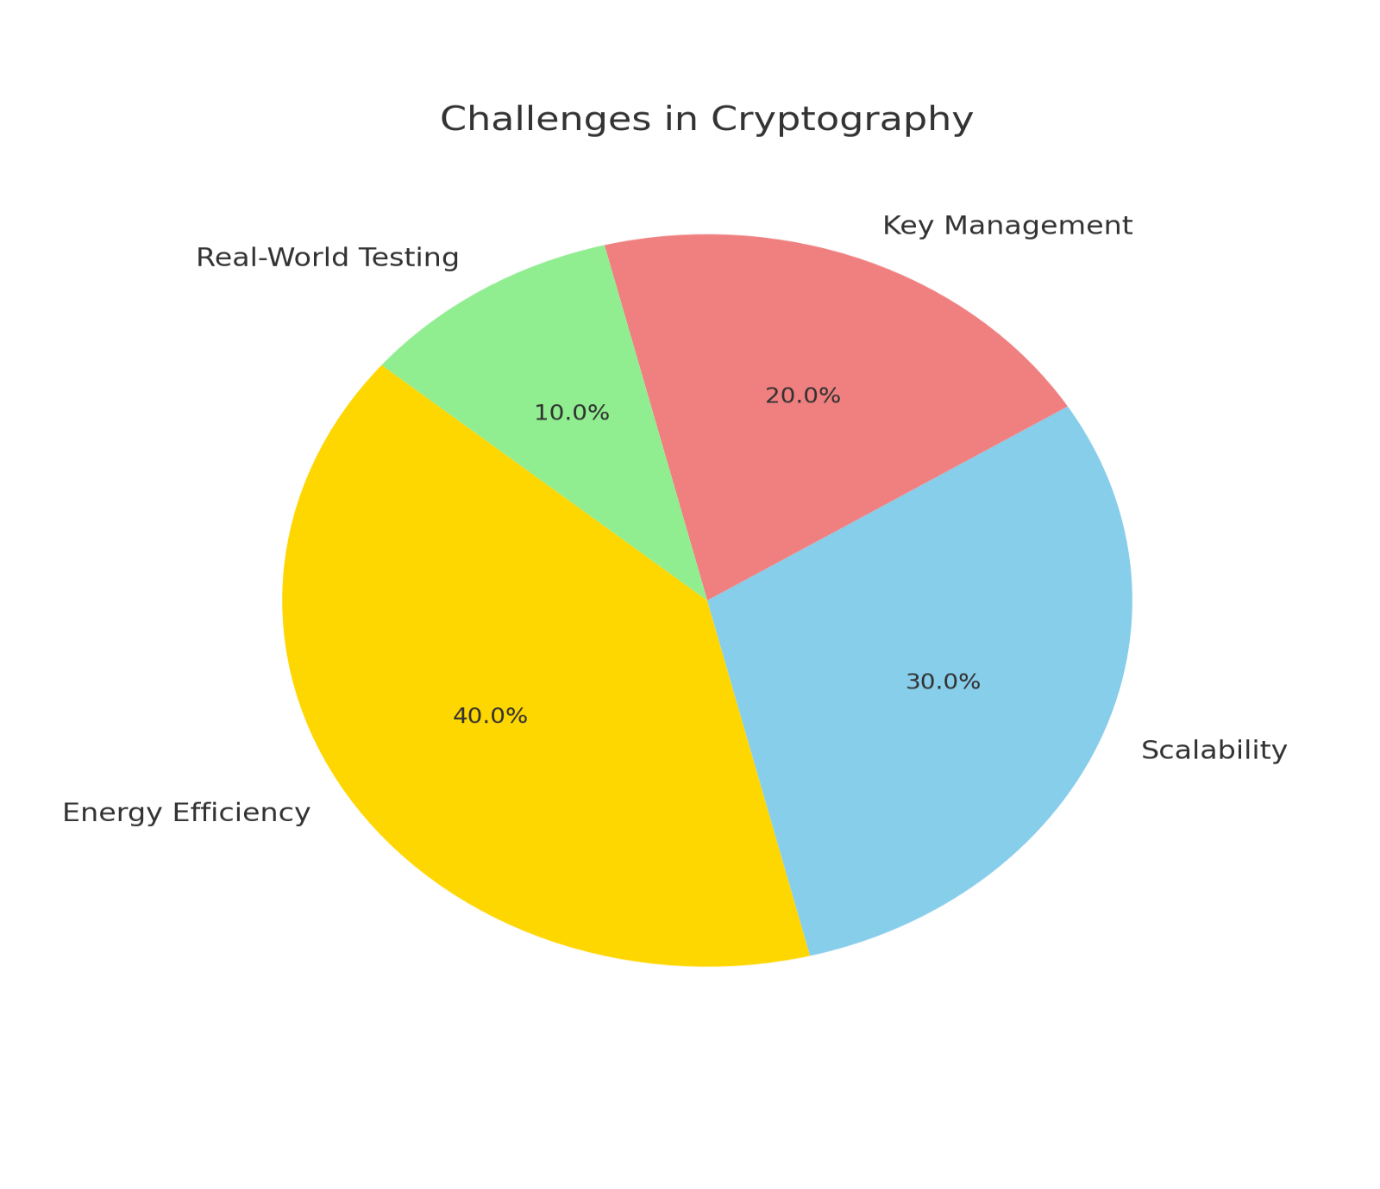 Challenges in Cryptography
Key Management
Real-World Testing
20.0%
10.0%
30.0%
40.0%
Scalability
Energy Efficiency